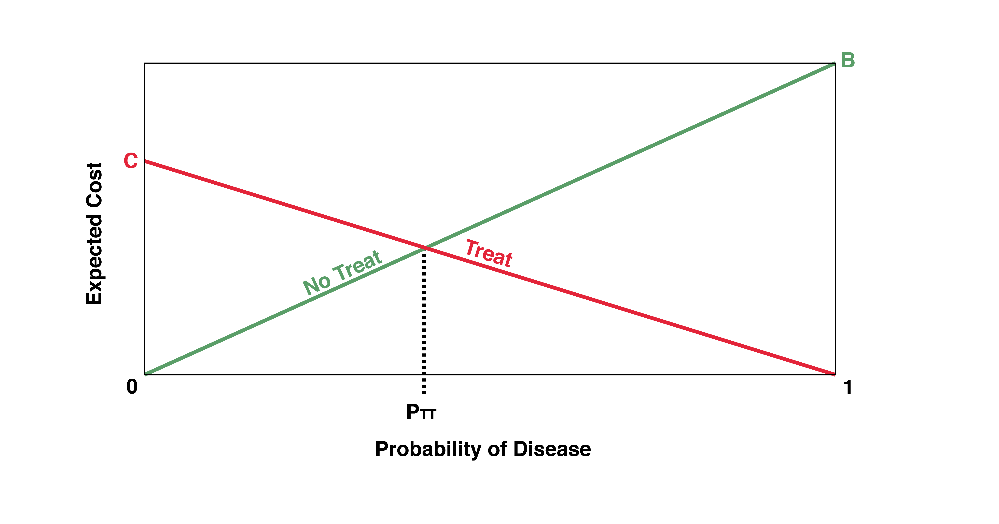 B
C
Expected Cost
Treat
No Treat
0
1
PTT
Probability of Disease